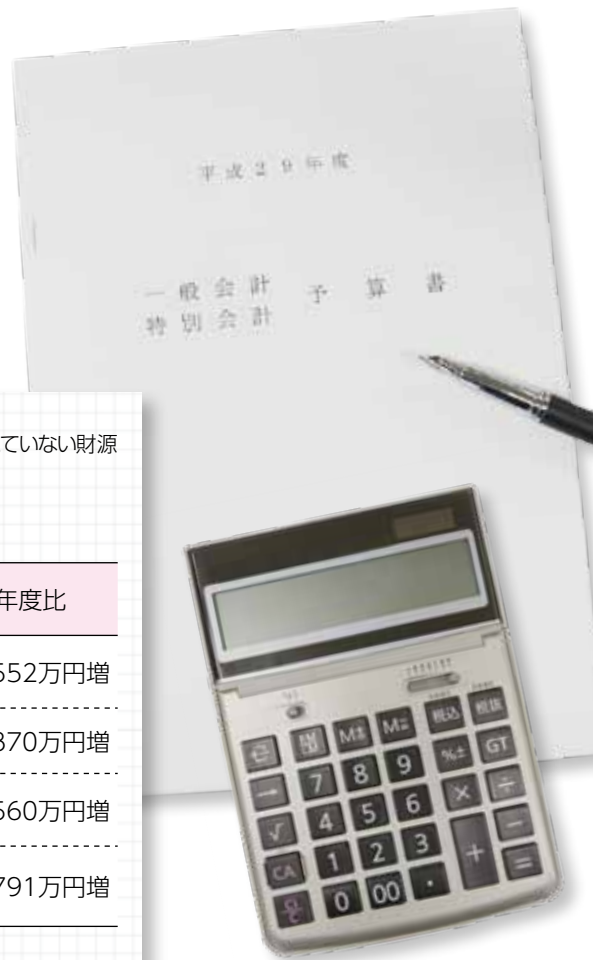 平成29年度
一般会計 予算書
特別会計
ていない財源
年度比
552万円増
370万円増
560万円増
791万円増
M± M= 税込 税抜
→ 7 8 9 %± GT
√ 4 5 6 × ÷
CA 1 2 3 + −
0 00 · =